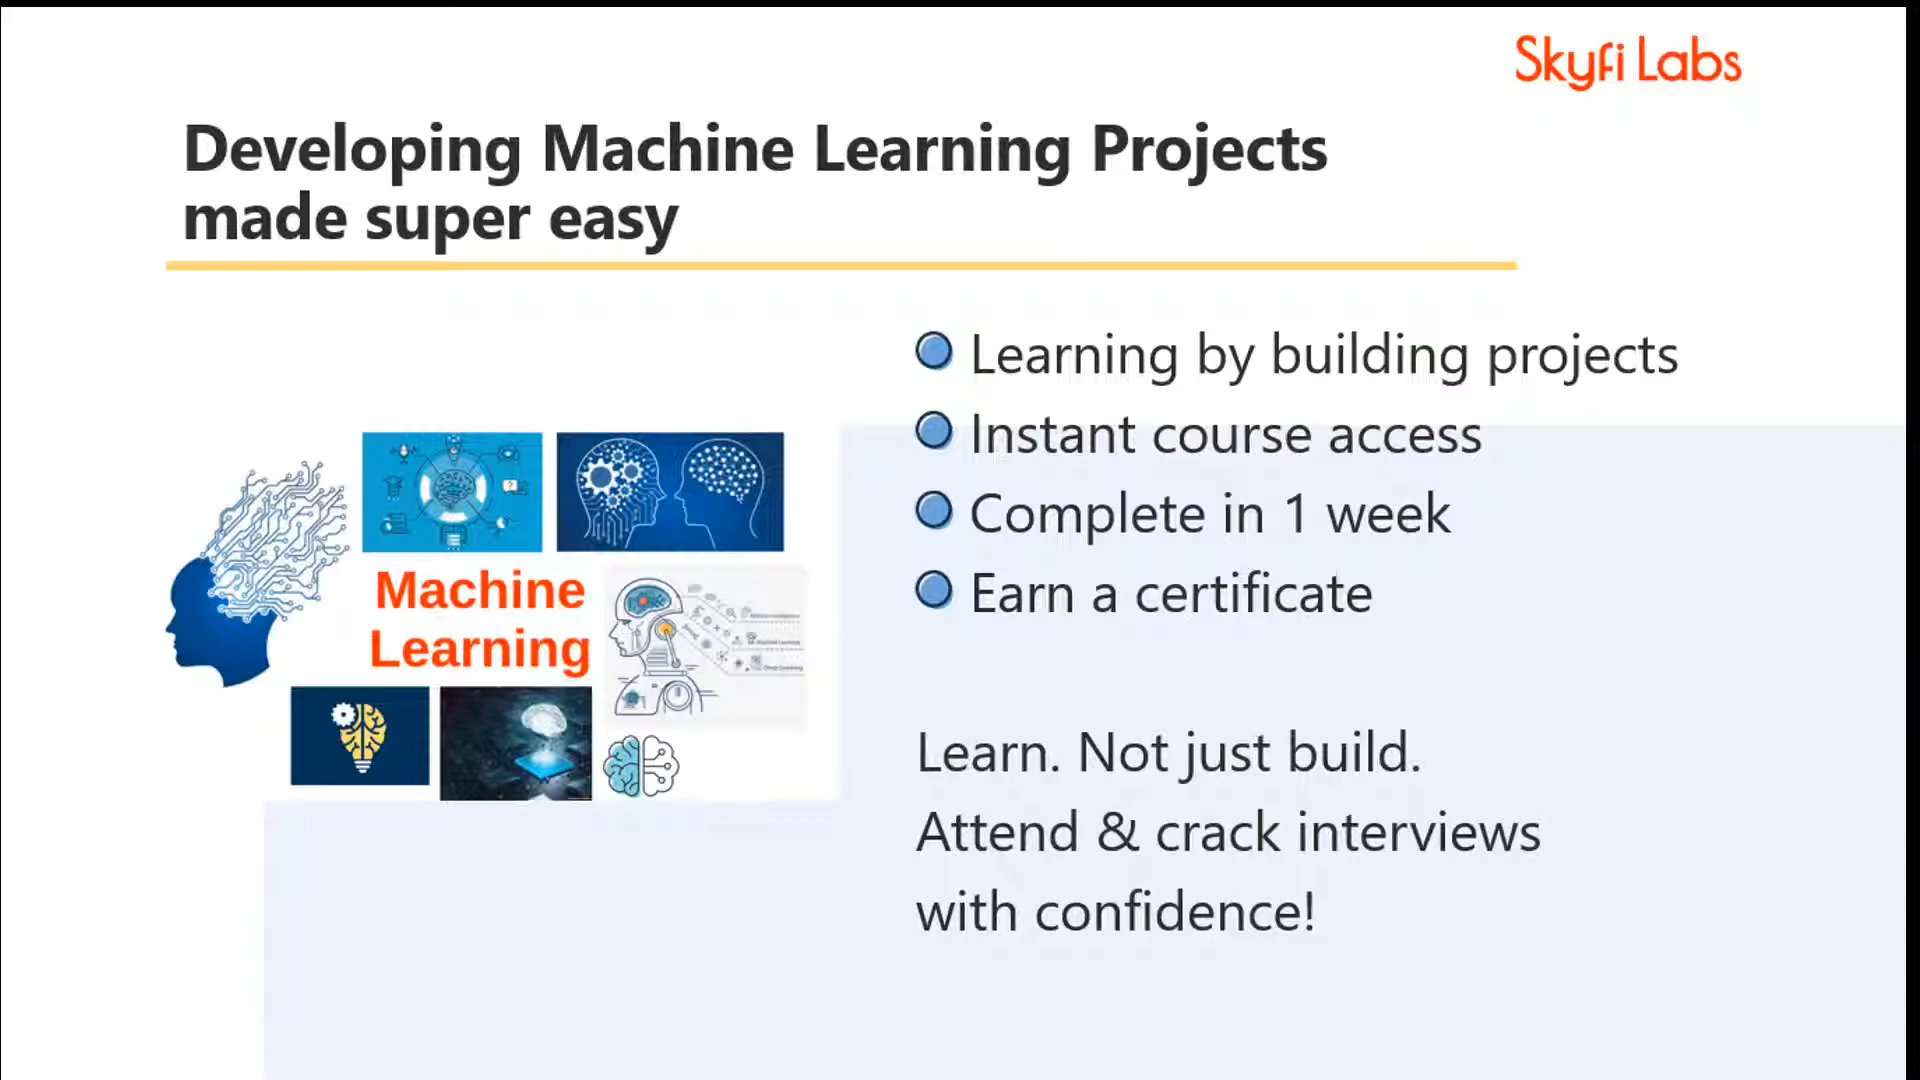 Skyfi Labs
Developing Machine Learning Projects
made super easy
Learning by building projects
Instant course access
Complete in 1 week
Earn a certificate
Machine
Learning
Learn. Not just build.
Attend & crack interviews
with confidence!